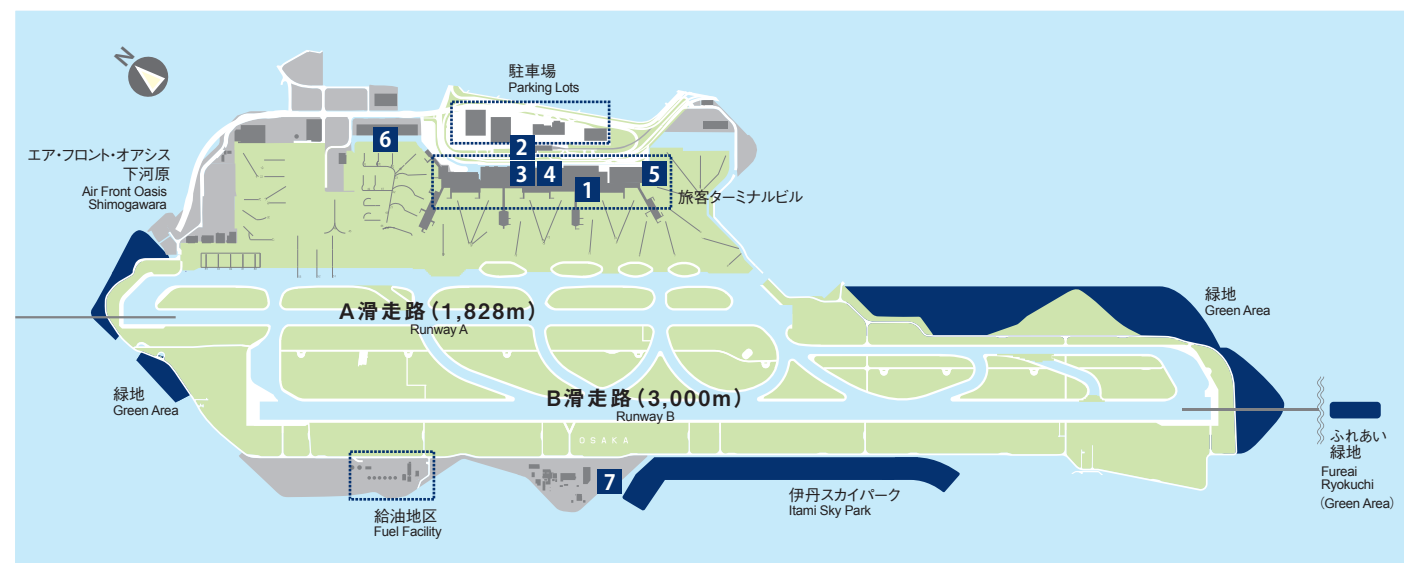 N
駐車場
Parking Lots
エア・フロント・オアシス
下河原
Air Front Oasis
Shimogawara
6
2
3
4
5
1
旅客ターミナルビル
A滑走路(1,828m)
Runway A
緑地
Green Area
緑地
Green Area
B滑走路(3,000m)
Runway B
OSAKA
ふれあい
緑地
Fureai
Ryokuchi
(Green Area)
7
伊丹スカイパーク
Itami Sky Park
給油地区
Fuel Facility